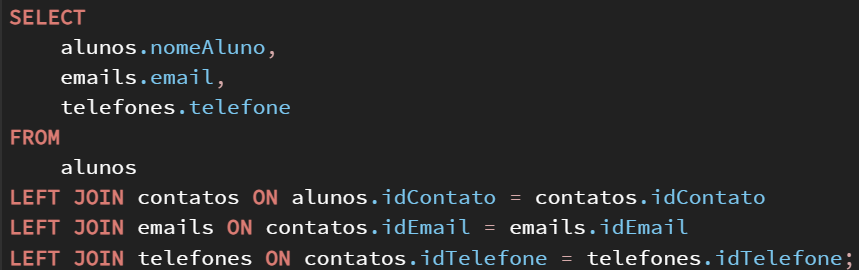 SELECT
    alunos.nomeAluno,
    emails.email,
    telefones.telefone
FROM
    alunos
LEFT JOIN contatos ON alunos.idContato = contatos.idContato
LEFT JOIN emails ON contatos.idEmail = emails.idEmail
LEFT JOIN telefones ON contatos.idTelefone = telefones.idTelefone;